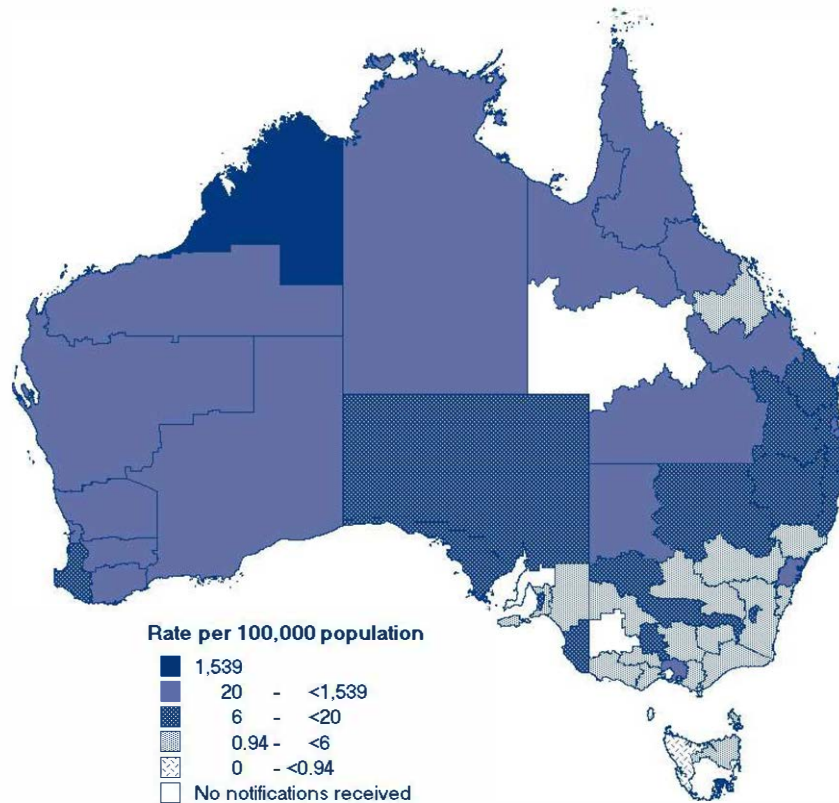 Rate per 100,000 population
1,539
20 - <1,539
6 - <20
0.94 - <6
0 - <0.94
No notifications received